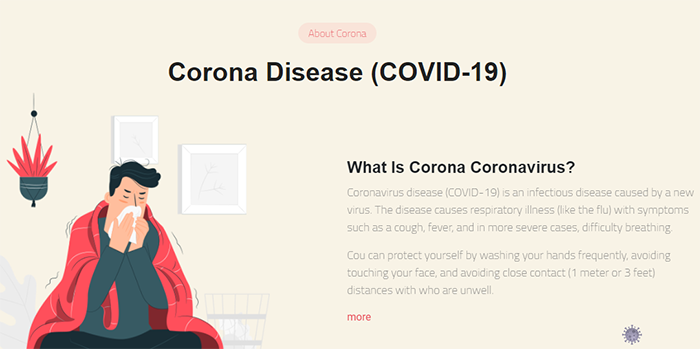 About Corona
Corona Disease (COVID-19)
What Is Corona Coronavirus?
Coronavirus disease (COVID-19) is an infectious disease caused by a new
virus. The disease causes respiratory illness (like the flu) with symptoms
such as a cough, fever, and in more severe cases, difficulty breathing.
Cou can protect yourself by washing your hands frequently, avoiding
touching your face, and avoiding close contact (1 meter or 3 feet)
distances with who are unwell.
more